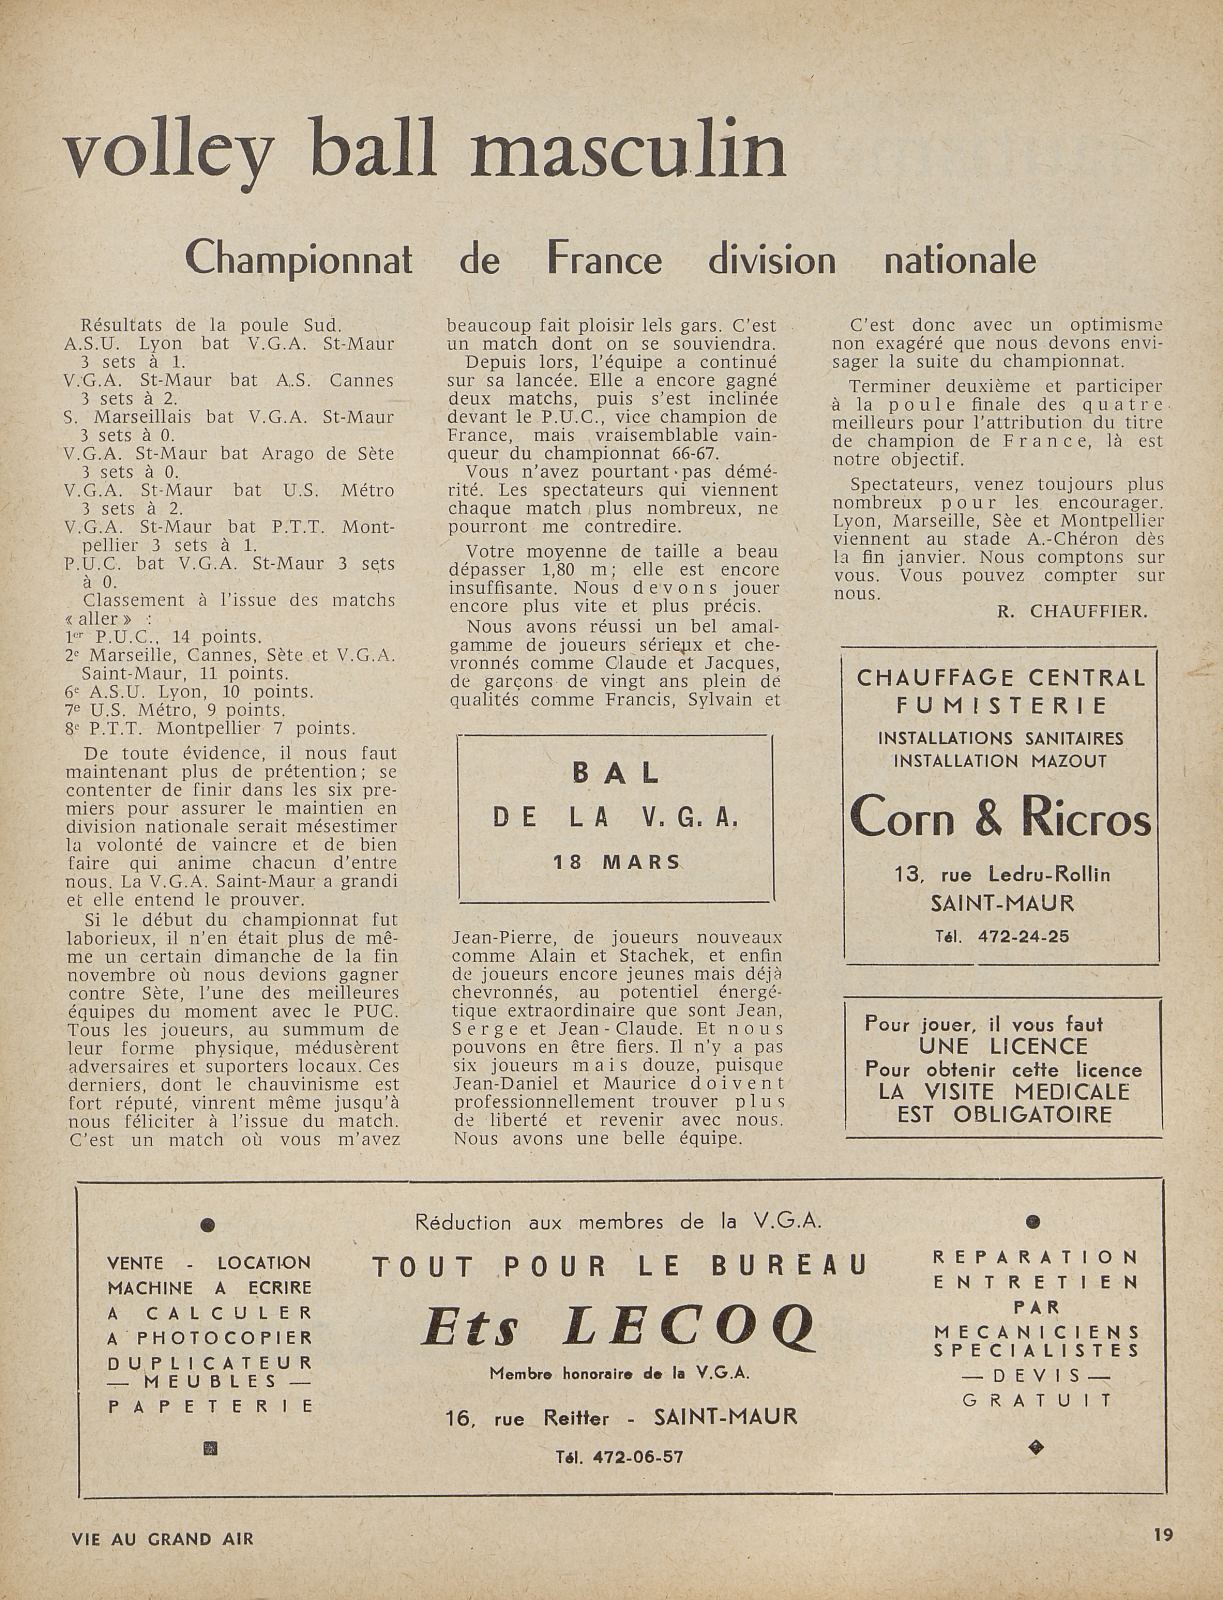 volley ball masculin
Championnat de France division nationale
Résultats de la poule Sud.
A.S.U. Lyon bat V.G.A. St-Maur
3 sets à 1.
V.G.A. St-Maur bat A.S. Cannes
3 sets à 2.
S. Marseillais bat V.G.A. St-Maur
3 sets à 0.
V.G.A. St-Maur bat Arago de Sète
3 sets à 0.
V.G.A. St-Maur bat U.S. Métro
3 sets à 2.
V.G.A. St-Maur bat P.T.T. Mont-
pellier 3 sets à 1.
P.U.C. bat V.G.A. St-Maur 3 sets
à 0.
Classement à l'issue des matchs
« aller » :
1er P.U.C., 14 points.
2e Marseille, Cannes, Sète et V.G.A.
Saint-Maur, 11 points.
6e A.S.U. Lyon, 10 points.
7e U.S. Métro, 9 points.
8e P.T.T. Montpellier 7 points.
De toute évidence, il nous faut
maintenant plus de prétention ; se
contenter de finir dans les six pre-
miers pour assurer le maintien en
division nationale serait mésestimer
la volonté de vaincre et de bien
faire qui anime chacun d'entre
nous. La V.G.A. Saint-Maur a grandi
et elle entend le prouver.
Si le début du championnat fut
laborieux, il n'en était plus de mê-
me un certain dimanche de la fin
novembre où nous devions gagner
contre Sète, l'une des meilleures
équipes du moment avec le PUC.
Tous les joueurs, au summum de
leur forme physique, médusèrent
adversaires et suporters locaux. Ces
derniers, dont le chauvinisme est
fort réputé, vinrent même jusqu'à
nous féliciter à l'issue du match.
C'est un match où vous m'avez
beaucoup fait ploisir lels gars. C'est
un match dont on se souviendra.
Depuis lors, l'équipe a continué
sur sa lancée. Elle a encore gagné
deux matchs, puis s'est inclinée
devant le P.U.C., vice champion de
France, mais vraisemblable vain-
queur du championnat 66-67.
Vous n'avez pourtant pas démé-
rité. Les spectateurs qui viennent
chaque match plus nombreux, ne
pourront me contredire.
Votre moyenne de taille a beau
dépasser 1,80 m ; elle est encore
insuffisante. Nous devons jouer
encore plus vite et plus précis.
Nous avons réussi un bel amal-
gamme de joueurs sérieux et che-
vronnés comme Claude et Jacques,
de garçons de vingt ans plein de
qualités comme Francis, Sylvain et
BAL
DE LA V.G.A.
18 MARS
Jean-Pierre, de joueurs nouveaux
comme Alain et Stachek, et enfin
de joueurs encore jeunes mais déjà
chevronnés, au potentiel énergé-
tique extraordinaire que sont Jean,
Serge et Jean-Claude. Et nous
pouvons en être fiers. Il n'y a pas
six joueurs mais douze, puisque
Jean-Daniel et Maurice doivent
professionnellement trouver plus
de liberté et revenir avec nous.
Nous avons une belle équipe.
C'est donc avec un optimisme
non exagéré que nous devons envi-
sager la suite du championnat.
Terminer deuxième et participer
à la poule finale des quatre
meilleurs pour l'attribution du titre
de champion de France, là est
notre objectif.
Spectateurs, venez toujours plus
nombreux pour les encourager.
Lyon, Marseille, Sèe et Montpellier
viennent au stade A.-Chéron dès
la fin janvier. Nous comptons sur
vous. Vous pouvez compter sur
nous.
R. CHAUFFIER.
CHAUFFAGE CENTRAL
FUMISTERIE
INSTALLATIONS SANITAIRES
INSTALLATION MAZOUT
Corn & Ricros
13, rue Ledru-Rollin
SAINT-MAUR
Tél. 472-24-25
Pour jouer, il vous faut
UNE LICENCE
Pour obtenir cette licence
LA VISITE MEDICALE
EST OBLIGATOIRE
VENTE - LOCATION
MACHINE A ECRIRE
A CALCULER
A PHOTOCOPIER
DUPLICATEUR
— MEUBLES —
PAPETERIE
Réduction aux membres de la V.G.A.
TOUT POUR LE BUREAU
Ets LECOQ
Membre honoraire de la V.G.A.
16, rue Reitter - SAINT-MAUR
Tél. 472-06-57
REPARATION
ENTRETIEN
PAR
MECANICIENS
SPECIALISTES
— DEVIS —
GRATUIT
VIE AU GRAND AIR
19